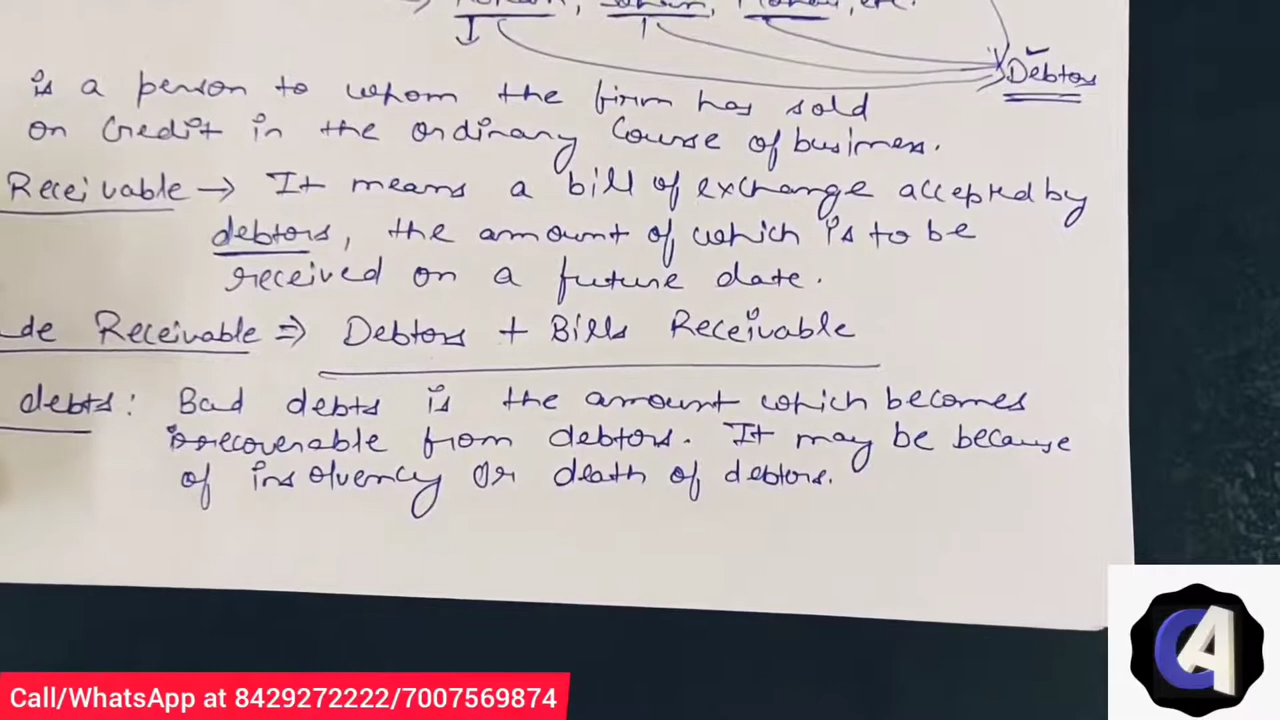 Debtors
is a person to whom the firm has sold
on Credit in the ordinary Course of business.
Receivable → It means a bill of exchange accepted by
debtors, the amount of which is to be
received on a future date.
de Receivable ⇒ Debtors + Bills Receivable
debts: Bad debts is the amount which becomes
irrecoverable from debtors. It may be because
of insolvency or death of debtors.
CA
Call/WhatsApp at 8429272222/7007569874